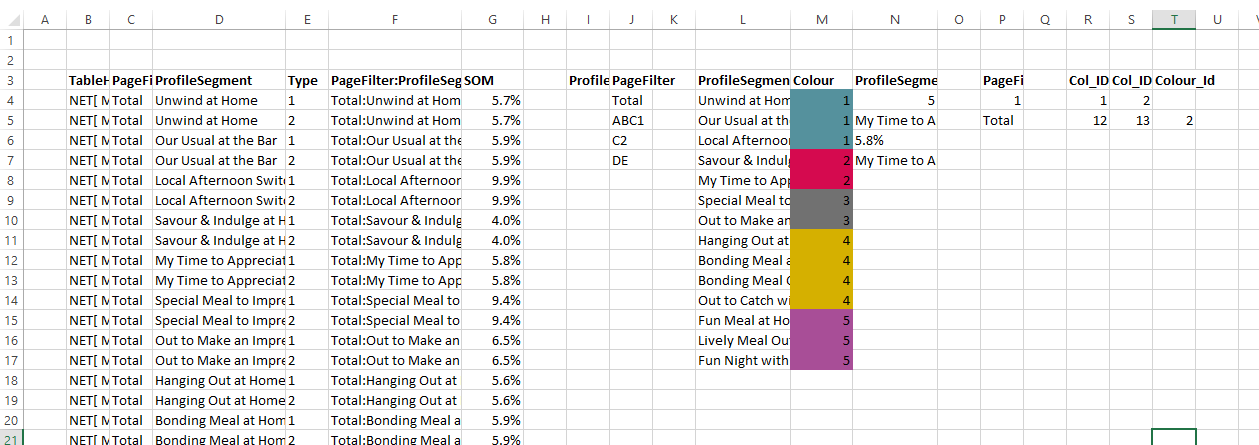 A B C D E F G H I J K L M N O P Q R S T U
1
2
3 TableH PageFi ProfileSegment Type PageFilter:ProfileSeg SOM Profile PageFilter ProfileSegmen Colour ProfileSegme PageFi Col_ID Col_ID Colour_Id
4 NET[ M Total Unwind at Home 1 Total:Unwind at Hom 5.7% Total Unwind at Hom 1 5 1 1 2
5 NET[ M Total Unwind at Home 2 Total:Unwind at Hom 5.7% ABC1 Our Usual at the 1 My Time to A Total 12 13 2
6 NET[ M Total Our Usual at the Bar 1 Total:Our Usual at the 5.9% C2 Local Afternoo 1 5.8%
7 NET[ M Total Our Usual at the Bar 2 Total:Our Usual at the 5.9% DE Savour & Indul 2 My Time to A
8 NET[ M Total Local Afternoon Swit 1 Total:Local Afternoor 9.9% My Time to Ap 2
9 NET[ M Total Local Afternoon Swit 2 Total:Local Afternoor 9.9% Special Meal to 3
10 NET[ M Total Savour & Indulge at H 1 Total:Savour & Indulg 4.0% Out to Make an 3
11 NET[ M Total Savour & Indulge at H 2 Total:Savour & Indulg 4.0% Hanging Out at 4
12 NET[ M Total My Time to Appreciat 1 Total:My Time to App 5.8% Bonding Meal a 4
13 NET[ M Total My Time to Appreciat 2 Total:My Time to App 5.8% Bonding Meal 4
14 NET[ M Total Special Meal to Impre 1 Total:Special Meal to 9.4% Out to Catch wi 4
15 NET[ M Total Special Meal to Impre 2 Total:Special Meal to 9.4% Fun Meal at Ho 5
16 NET[ M Total Out to Make an Impre 1 Total:Out to Make an 6.5% Lively Meal Ou 5
17 NET[ M Total Out to Make an Impre 2 Total:Out to Make an 6.5% Fun Night with 5
18 NET[ M Total Hanging Out at Home 1 Total:Hanging Out at 5.6%
19 NET[ M Total Hanging Out at Home 2 Total:Hanging Out at 5.6%
20 NET[ M Total Bonding Meal at Hom 1 Total:Bonding Meal a 5.9%
21 NET[ M Total Bonding Meal at Hom 2 Total:Bonding Meal a 5.9%